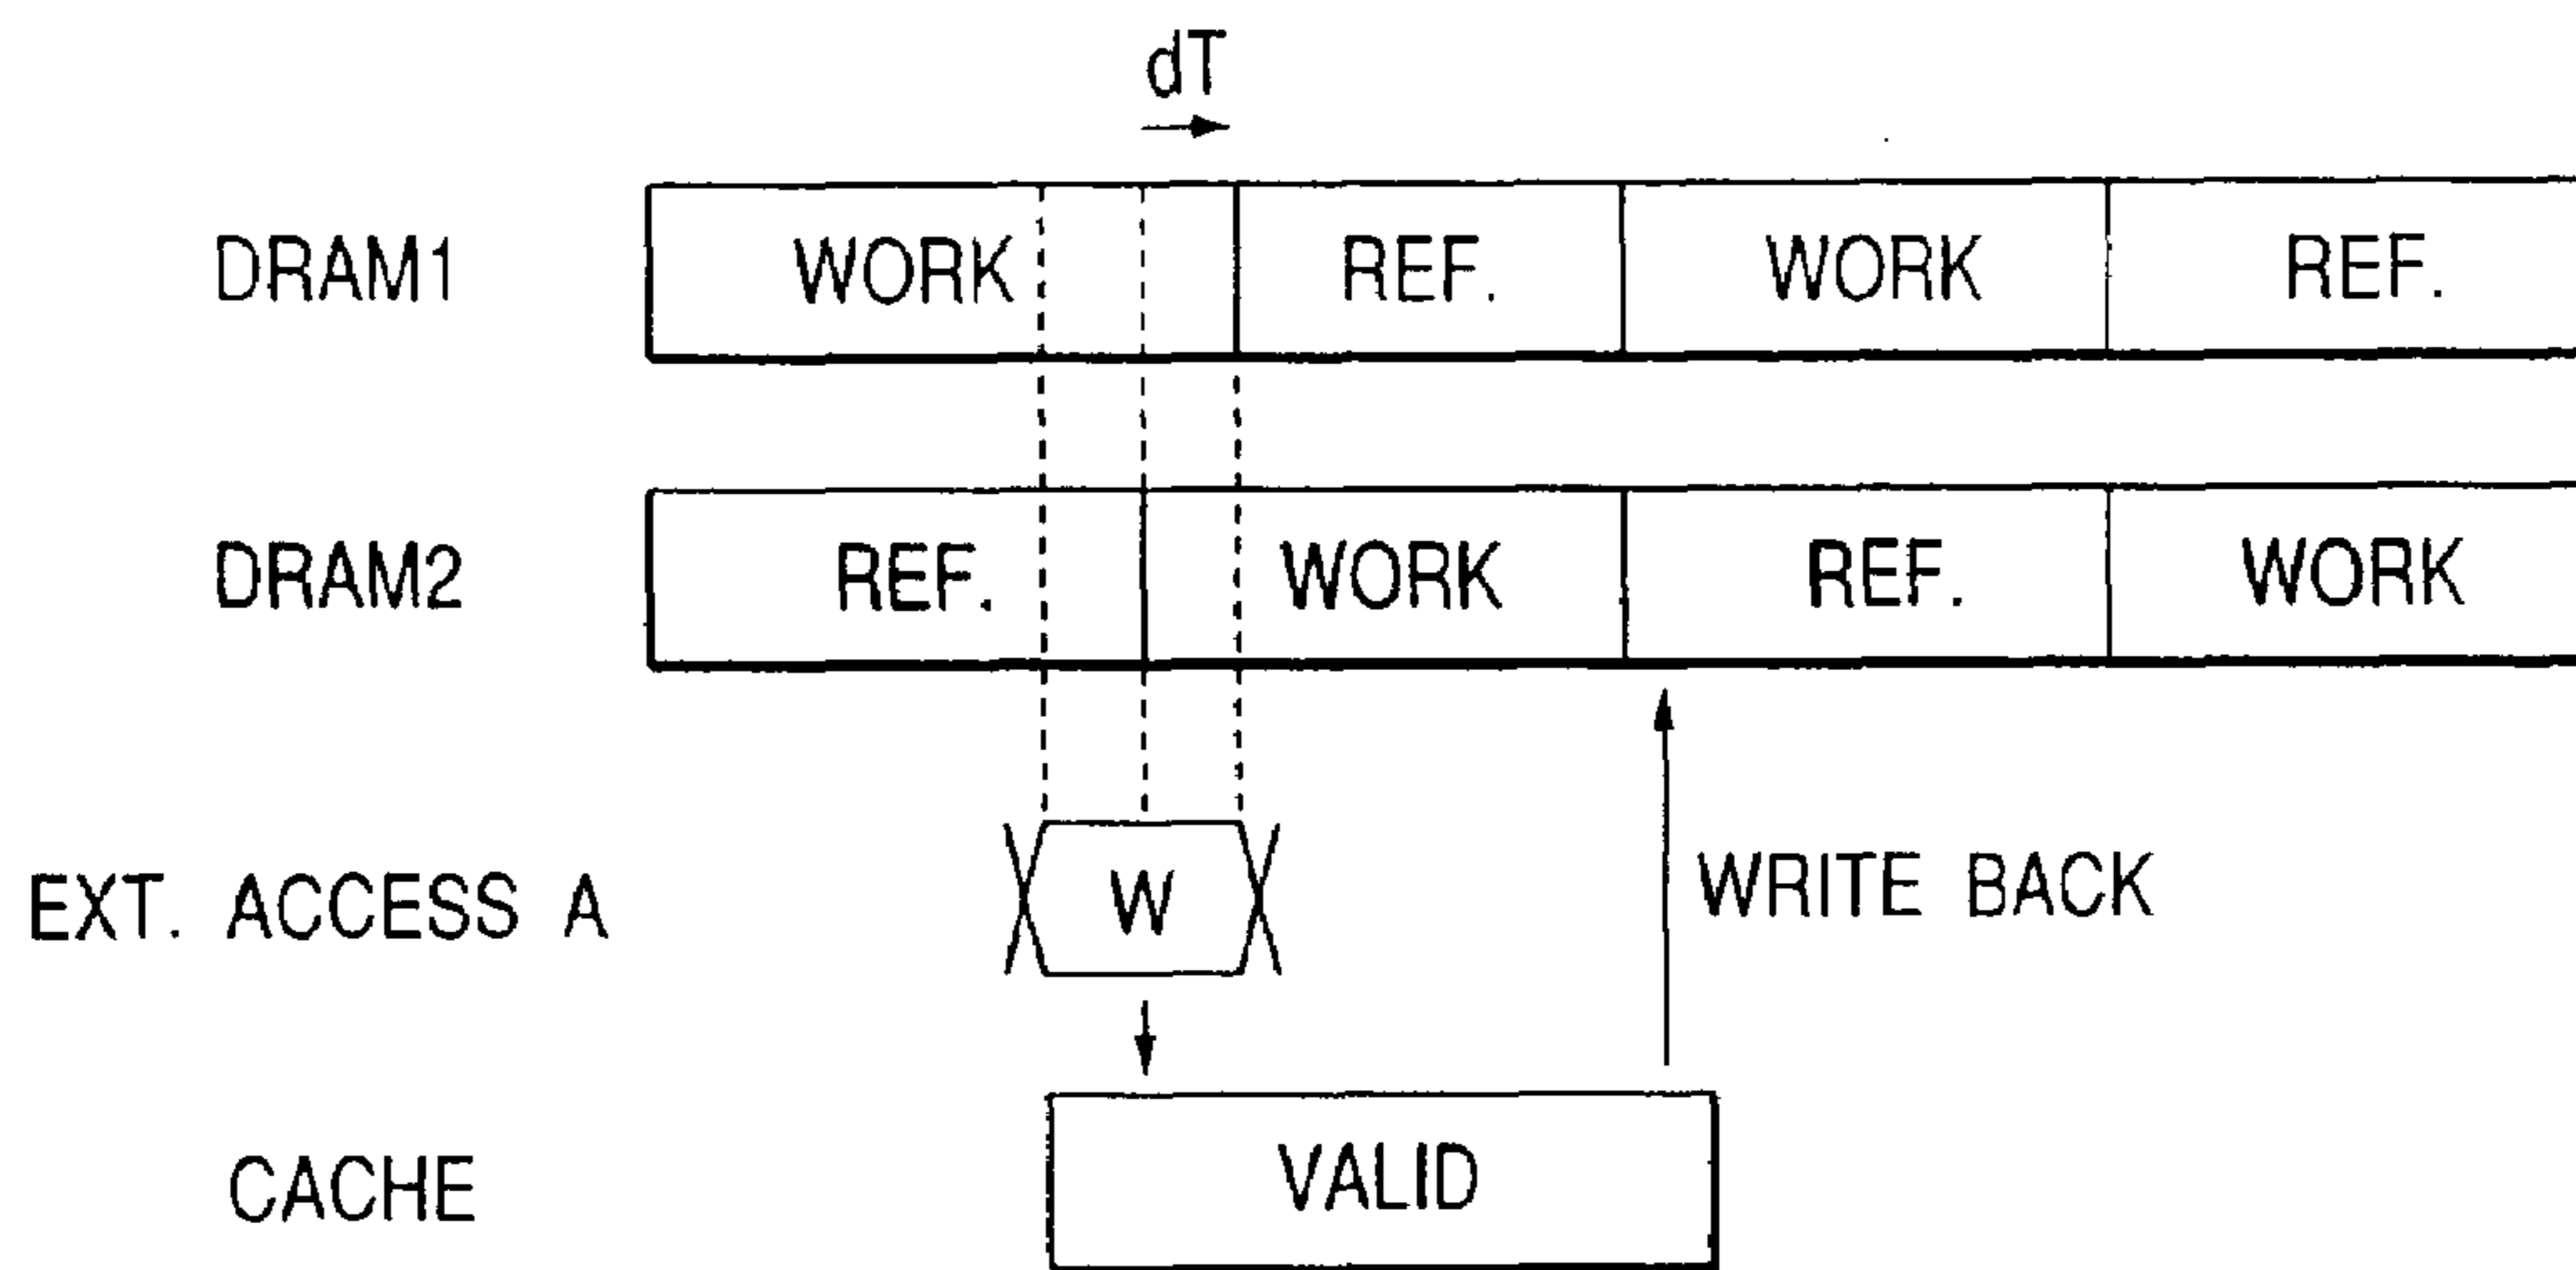 dT
DRAM1 WORK REF. WORK REF.
DRAM2 REF. WORK REF. WORK
EXT. ACCESS A W WRITE BACK
CACHE VALID